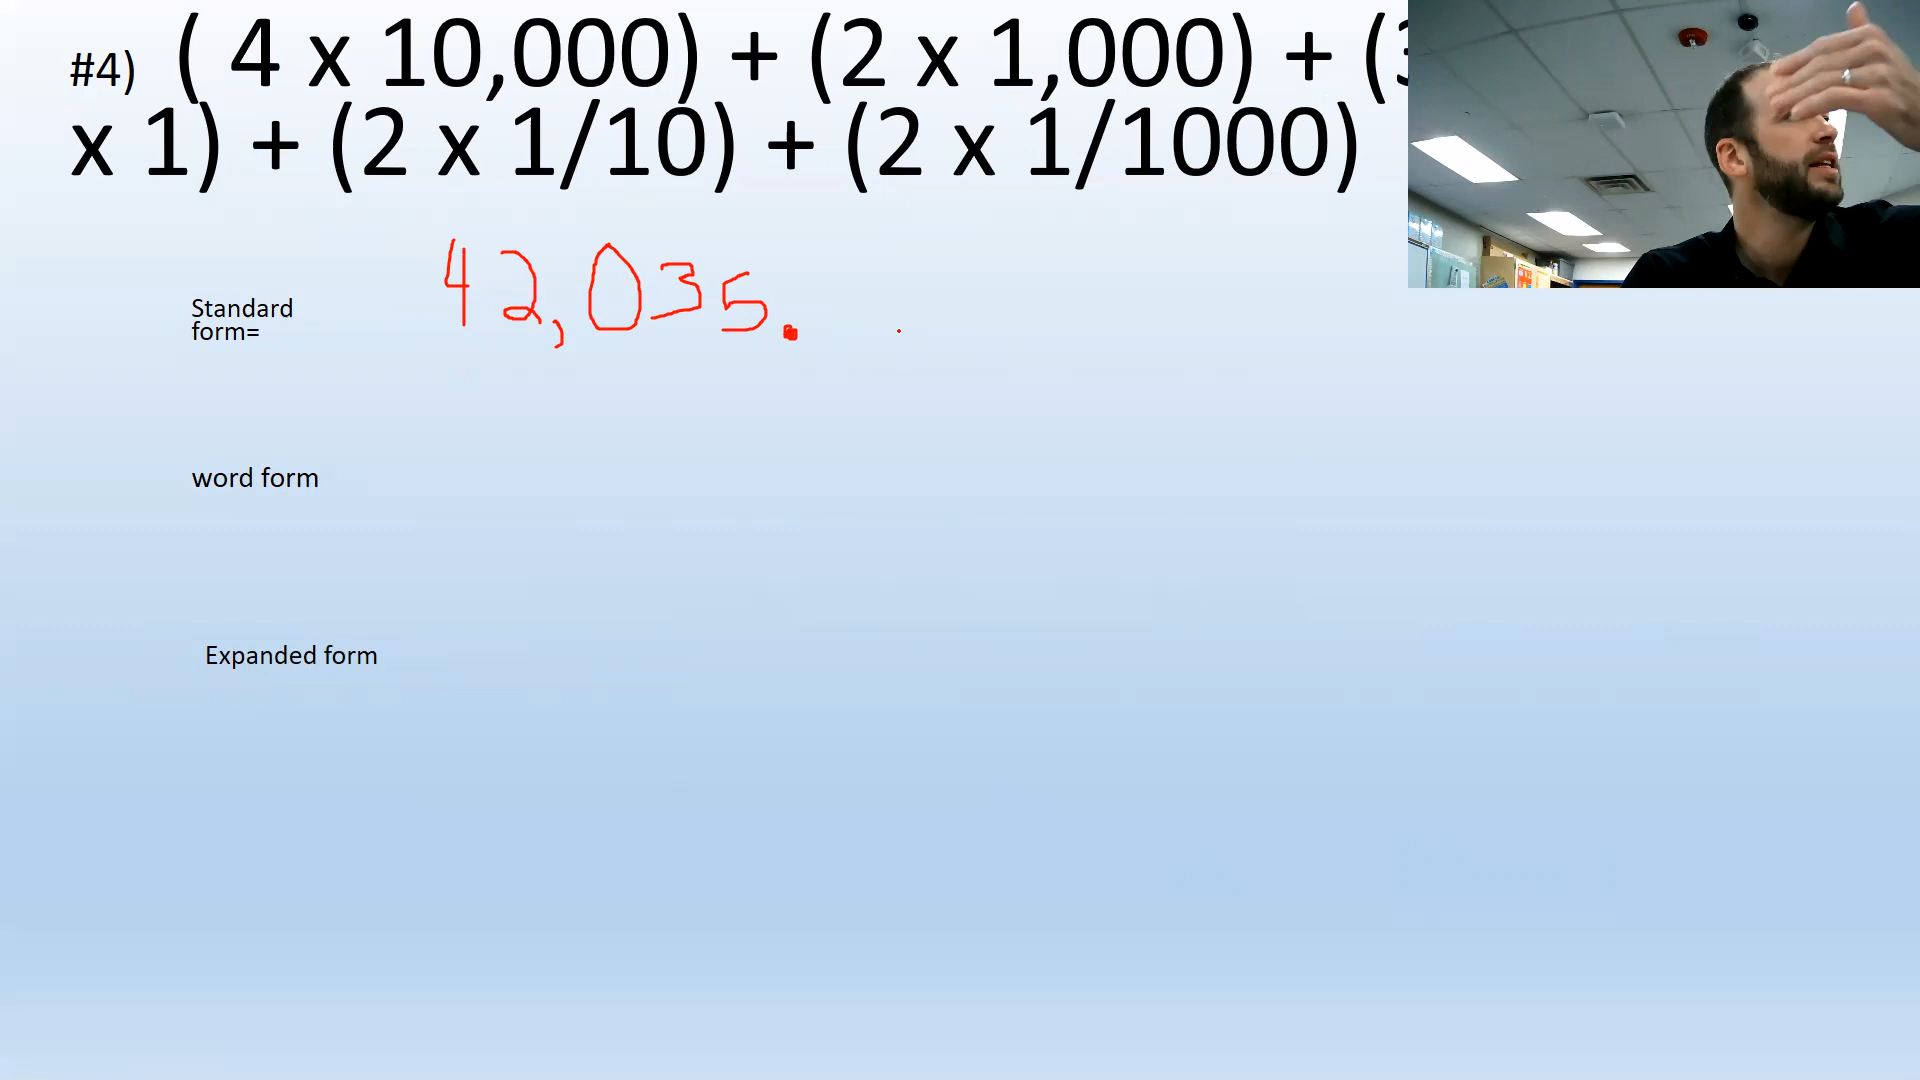 #4) ( 4 x 10,000) + (2 x 1,000) + (3
x 1) + (2 x 1/10) + (2 x 1/1000)
42,035.
Standard
form=
word form
Expanded form